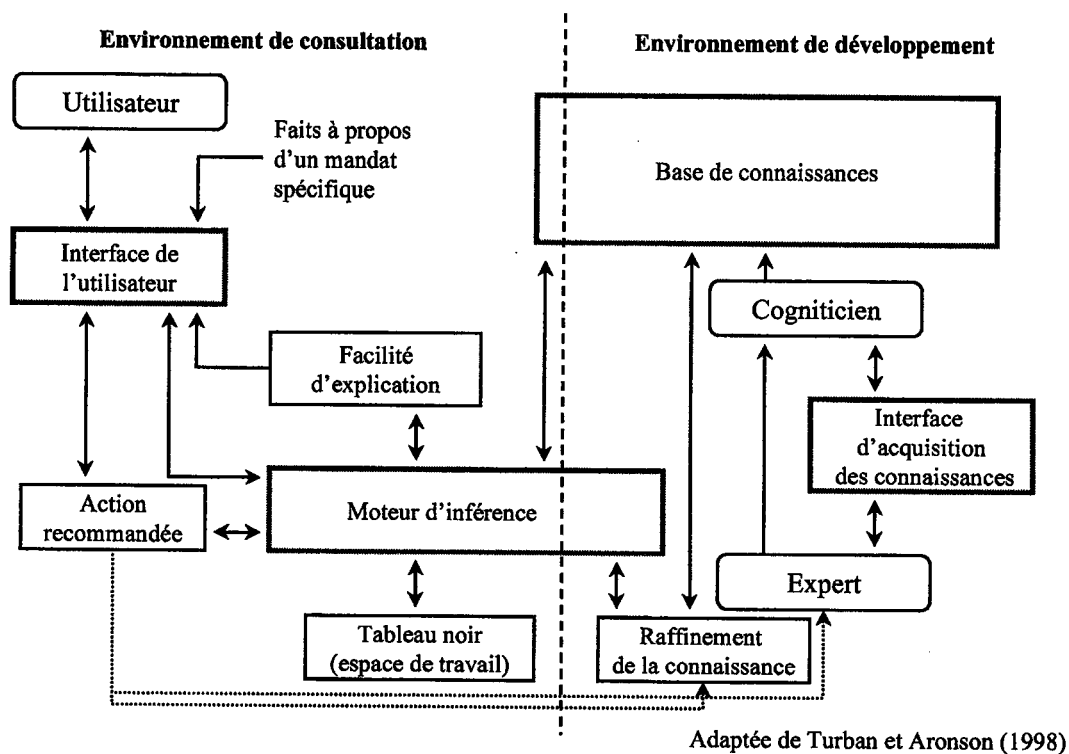 Environnement de consultation
Environnement de développement
Utilisateur
Faits à propos
d'un mandat
spécifique
Base de connaissances
Interface de
l'utilisateur
Cogniticien
Facilité
d'explication
Interface
d'acquisition
des connaissances
Action
recommandée
Moteur d'inférence
Expert
Tableau noir
(espace de travail)
Raffinement
de la connaissance
Adaptée de Turban et Aronson (1998)